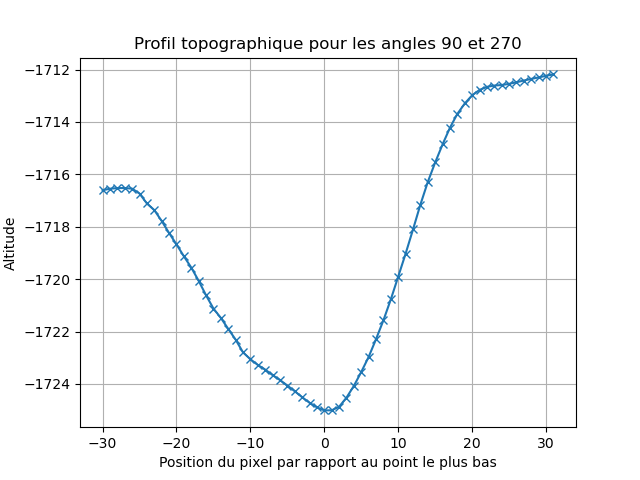 Profil topographique pour les angles 90 et 270
−1712
−1714
−1716
−1718
−1720
−1722
−1724
Altitude
−30 −20 −10 0 10 20 30
Position du pixel par rapport au point le plus bas